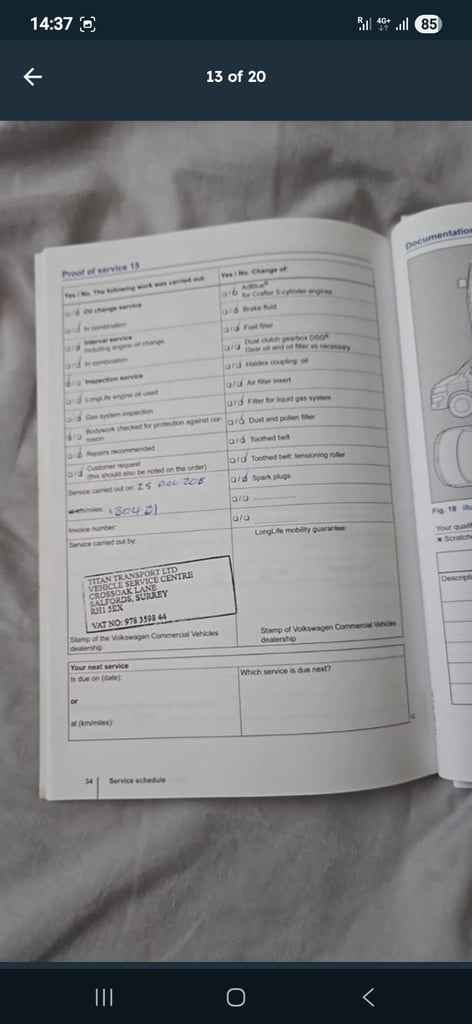 14:37
4G+
85
13 of 20
Documentation
Proof of service 15
Yes / No. The following work was carried out:
Oil change service
In combination
Interval service
including engine oil change
In combination
Inspection service
LongLife engine oil used
Gas system inspection
Bodywork checked for protection against cor-
rosion
Repairs recommended
Customer request
(this should also be noted on the order)
Service carried out on: 25
Invoice number:
Service carried out by:
TITAN TRANSPORT LTD
VEHICLE SERVICE CENTRE
CROSSOAK LANE
SALFORDS, SURREY
RH1 5EX
VAT NO: 978 3598 44
Stamp of the Volkswagen Commercial Vehicles
dealership
Yes / No. Change of:
AdBlue®
for Crafter 5-cylinder engines
Brake fluid
Fuel filter
Dual clutch gearbox DSG®
Gear oil and oil filter as necessary
Haldex coupling: oil
Air filter insert
Filter for liquid gas system
Dust and pollen filter
Toothed belt
Toothed belt: tensioning roller
Spark plugs
LongLife mobility guarantee:
Stamp of Volkswagen Commercial Vehicles
dealership
Your next service
Is due on (date):
or
at (km/miles):
Which service is due next?
34 Service schedule
Fig. 18
Your
Scratch